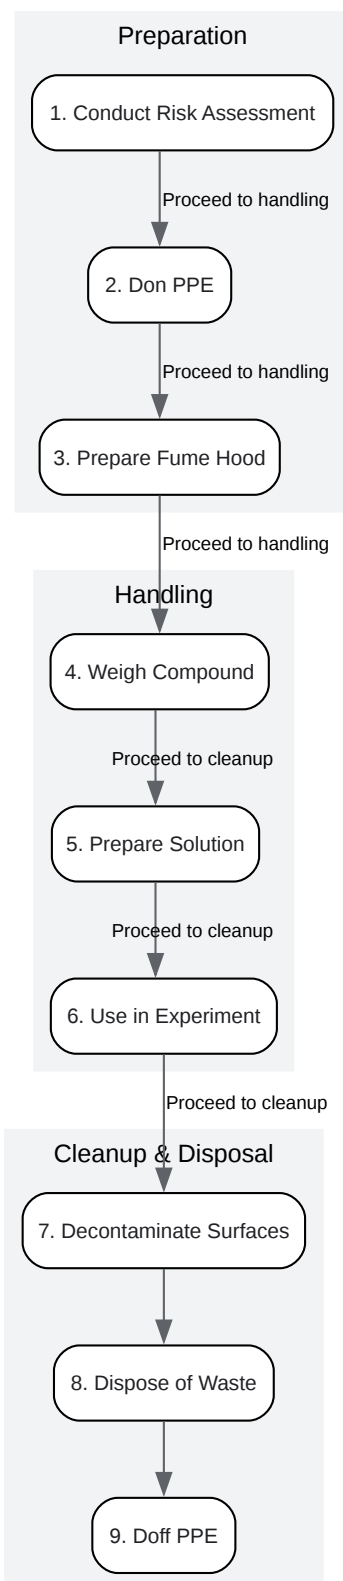 Preparation
1. Conduct Risk Assessment
Proceed to handling
2. Don PPE
Proceed to handling
3. Prepare Fume Hood
Proceed to handling
Handling
4. Weigh Compound
Proceed to cleanup
5. Prepare Solution
Proceed to cleanup
6. Use in Experiment
Proceed to cleanup
Cleanup & Disposal
7. Decontaminate Surfaces
8. Dispose of Waste
9. Doff PPE